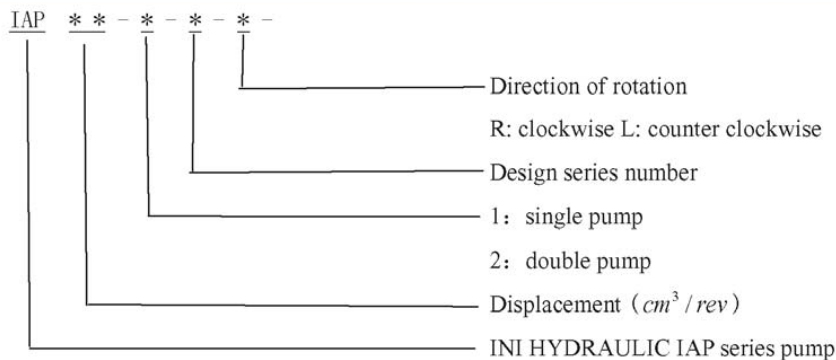 IAP * * - * - * - * -
Direction of rotation
R: clockwise L: counter clockwise
Design series number
1：single pump
2：double pump
Displacement（cm³ / rev）
INI HYDRAULIC IAP series pump